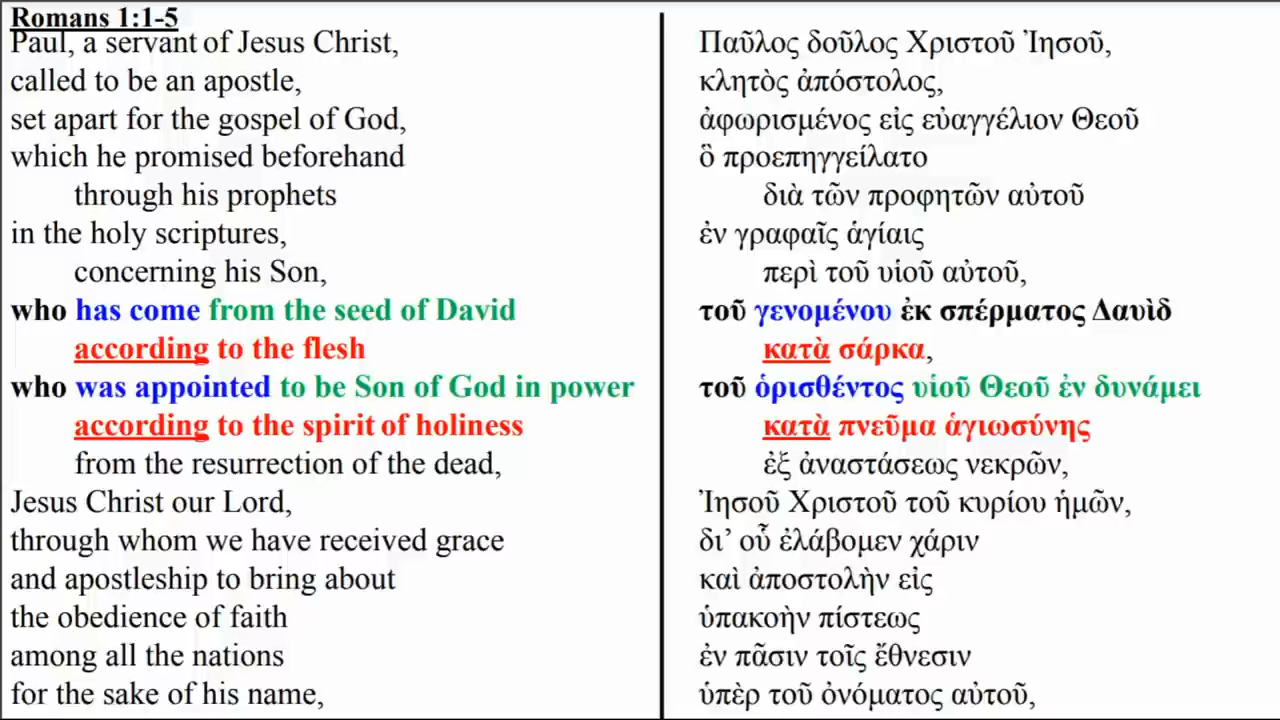 Romans 1:1-5
Paul, a servant of Jesus Christ,
called to be an apostle,
set apart for the gospel of God,
which he promised beforehand
through his prophets
in the holy scriptures,
concerning his Son,
who has come from the seed of David
according to the flesh
who was appointed to be Son of God in power
according to the spirit of holiness
from the resurrection of the dead,
Jesus Christ our Lord,
through whom we have received grace
and apostleship to bring about
the obedience of faith
among all the nations
for the sake of his name,
Παῦλος δοῦλος Χριστοῦ Ἰησοῦ,
κλητὸς ἀπόστολος,
ἀφωρισμένος εἰς εὐαγγέλιον Θεοῦ
ὃ προεπηγγείλατο
διὰ τῶν προφητῶν αὐτοῦ
ἐν γραφαῖς ἁγίαις
περὶ τοῦ υἱοῦ αὐτοῦ,
τοῦ γενομένου ἐκ σπέρματος Δαυὶδ
κατὰ σάρκα,
τοῦ ὁρισθέντος υἱοῦ Θεοῦ ἐν δυνάμει
κατὰ πνεῦμα ἁγιωσύνης
ἐξ ἀναστάσεως νεκρῶν,
Ἰησοῦ Χριστοῦ τοῦ κυρίου ἡμῶν,
δι’ οὗ ἐλάβομεν χάριν
καὶ ἀποστολὴν εἰς
ὑπακοὴν πίστεως
ἐν πᾶσιν τοῖς ἔθνεσιν
ὑπὲρ τοῦ ὀνόματος αὐτοῦ,